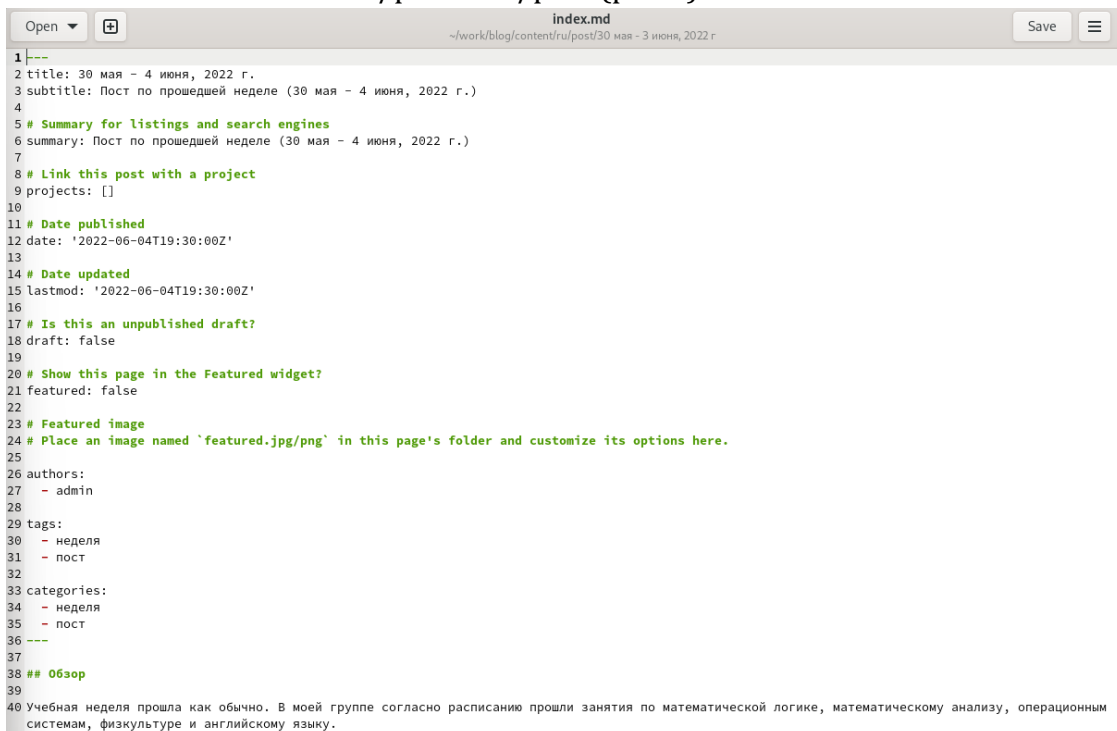 Open
index.md
~/work/blog/content/ru/post/30 мая - 3 июня, 2022 г
Save
1 ---
2 title: 30 мая - 4 июня, 2022 г.
3 subtitle: Пост по прошедшей неделе (30 мая - 4 июня, 2022 г.)
4
5 # Summary for listings and search engines
6 summary: Пост по прошедшей неделе (30 мая - 4 июня, 2022 г.)
7
8 # Link this post with a project
9 projects: []
10
11 # Date published
12 date: '2022-06-04T19:30:00Z'
13
14 # Date updated
15 lastmod: '2022-06-04T19:30:00Z'
16
17 # Is this an unpublished draft?
18 draft: false
19
20 # Show this page in the Featured widget?
21 featured: false
22
23 # Featured image
24 # Place an image named `featured.jpg/png` in this page's folder and customize its options here.
25
26 authors:
27   - admin
28
29 tags:
30   - неделя
31   - пост
32
33 categories:
34   - неделя
35   - пост
36 ---
37
38 ## Обзор
39
40 Учебная неделя прошла как обычно. В моей группе согласно расписанию прошли занятия по математической логике, математическому анализу, операционным
системам, физкультуре и английскому языку.